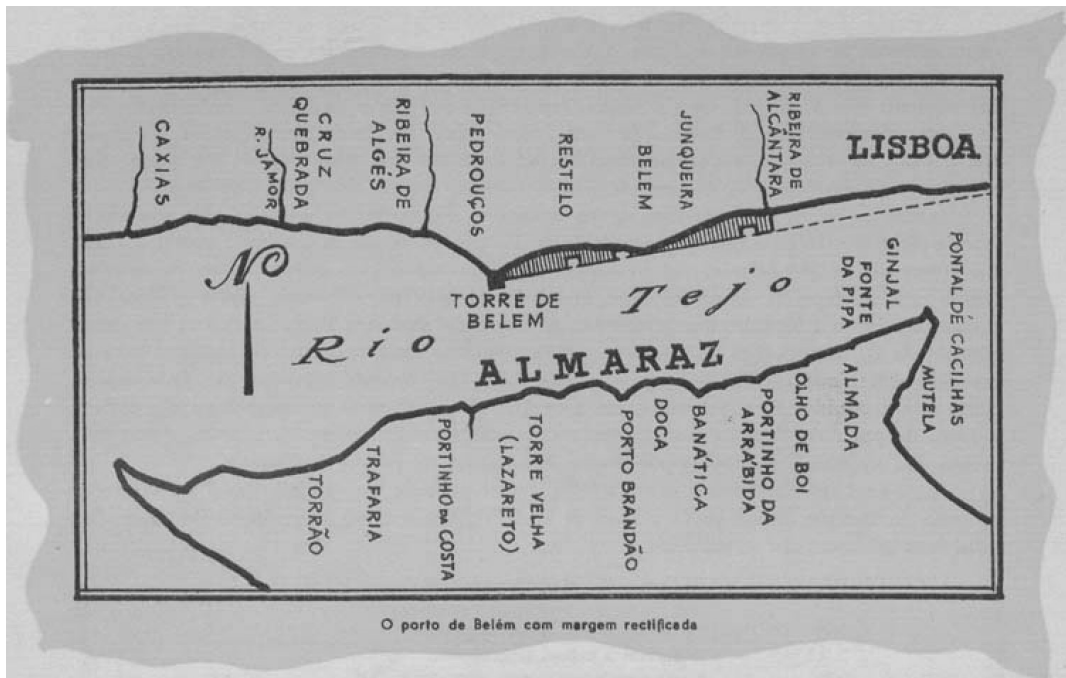 CAXIAS
R. JAMOR
CRUZ
QUEBRADA
RIBEIRA DE
ALGÉS
PEDROUÇOS
RESTELO
BELEM
JUNQUEIRA
RIBEIRA DE
ALCÂNTARA
LISBOA
N
TORRE DE
BELEM
Rio Tejo
ALMARAZ
TORRÃO
TRAFARIA
PORTINHO DA COSTA
TORRE VELHA
(LAZARETO)
PORTO BRANDÃO
DOCA
BANÁTICA
PORTINHO DA
ARRÁBIDA
OLHO DE BOI
ALMADA
FONTE
DA PIPA
GINJAL
PONTAL DÉ CACILHAS
MUTELA
O porto de Belém com margem rectificada